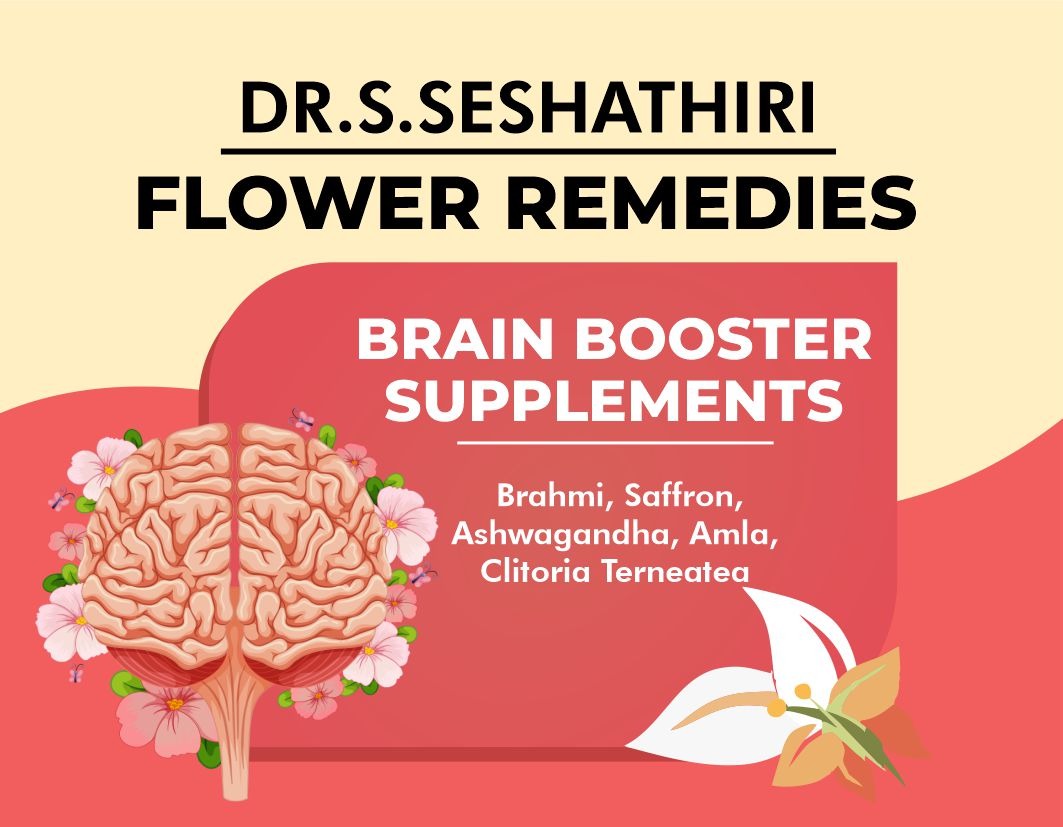 DR.S.SESHATHIRI
FLOWER REMEDIES
BRAIN BOOSTER
SUPPLEMENTS
Brahmi, Saffron,
Ashwagandha, Amla,
Clitoria Terneatea